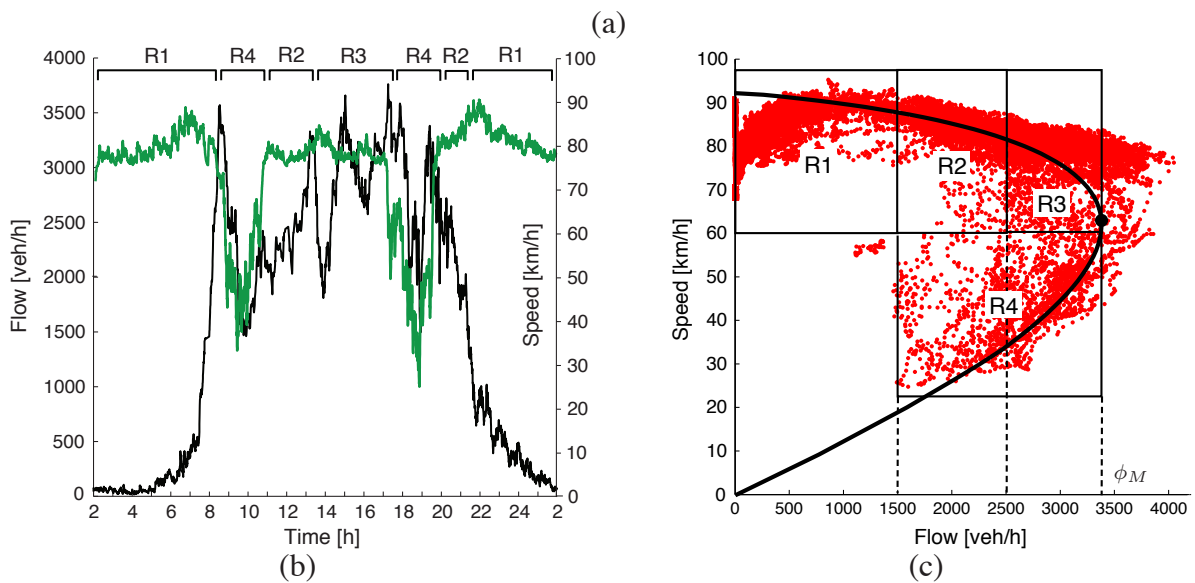 (a)
R1 R4 R2 R3 R4 R2 R1
4000 3500 3000 2500 2000 1500 1000 500 0
Flow [veh/h]
100 90 80 70 60 50 40 30 20 10 0
Speed [km/h]
2 4 6 8 10 12 14 16 18 20 22 24 2
Time [h]
(b)
100 90 80 70 60 50 40 30 20 10 0
Speed [km/h]
R1 R2
R3
R4
ϕM
0 500 1000 1500 2000 2500 3000 3500 4000
Flow [veh/h]
(c)